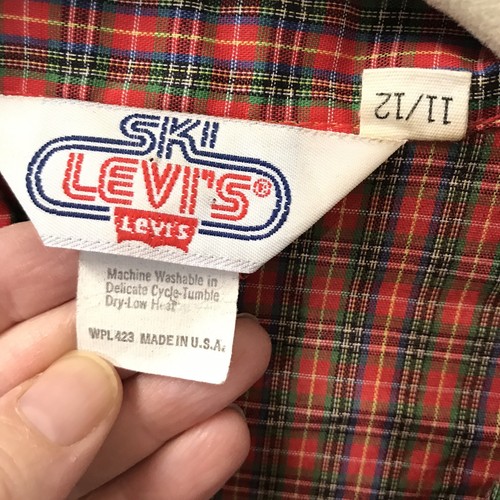 SKI
LEVI'S®
Levi's
11/12
Machine Washable in
Delicate Cycle-Tumble
Dry-Low Heat
WPL 423 MADE IN U.S.A.